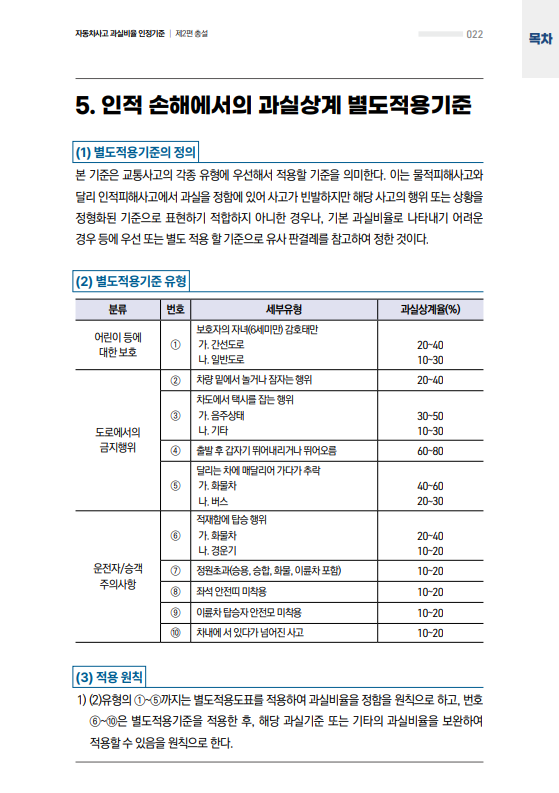 자동차사고 과실비율 인정기준 | 제2편 총설
022
목차
5. 인적 손해에서의 과실상계 별도적용기준
(1) 별도적용기준의 정의
본 기준은 교통사고의 각종 유형에 우선해서 적용할 기준을 의미한다. 이는 물적피해사고와
달리 인적피해사고에서 과실을 정함에 있어 사고가 빈발하지만 해당 사고의 행위 또는 상황을
정형화된 기준으로 표현하기 적합하지 아니한 경우나, 기본 과실비율로 나타내기 어려운
경우 등에 우선 또는 별도 적용 할 기준으로 유사 판결례를 참고하여 정한 것이다.
(2) 별도적용기준 유형
분류 번호 세부유형 과실상계율(%)
어린이 등에
대한 보호
①
보호자의 자녀(6세미만) 감호태만
가. 간선도로 20~40
나. 일반도로 10~30
도로에서의
금지행위
② 차량 밑에서 놀거나 잠자는 행위 20~40
③
차도에서 택시를 잡는 행위
가. 음주상태 30~50
나. 기타 10~30
④ 출발 후 갑자기 뛰어내리거나 뛰어오름 60~80
⑤
달리는 차에 매달리어 가다가 추락
가. 화물차 40~60
나. 버스 20~30
운전자/승객
주의사항
⑥
적재함에 탑승 행위
가. 화물차 20~40
나. 경운기 10~20
⑦ 정원초과(승용, 승합, 화물, 이륜차 포함) 10~20
⑧ 좌석 안전띠 미착용 10~20
⑨ 이륜차 탑승자 안전모 미착용 10~20
⑩ 차내에 서 있다가 넘어진 사고 10~20
(3) 적용 원칙
1) (2)유형의 ①~⑤까지는 별도적용도표를 적용하여 과실비율을 정함을 원칙으로 하고, 번호
⑥~⑩은 별도적용기준을 적용한 후, 해당 과실기준 또는 기타의 과실비율을 보완하여
적용할 수 있음을 원칙으로 한다.